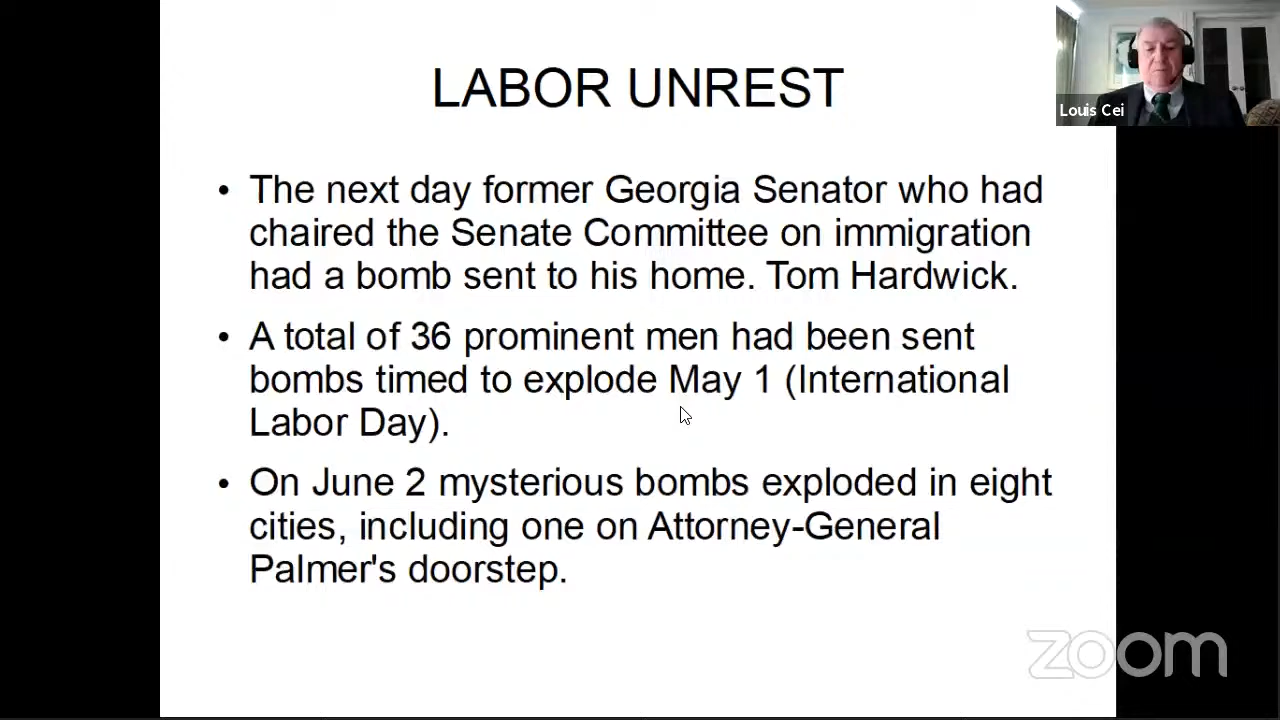 LABOR UNREST
Louis Cei
• The next day former Georgia Senator who had
chaired the Senate Committee on immigration
had a bomb sent to his home. Tom Hardwick.
• A total of 36 prominent men had been sent
bombs timed to explode May 1 (International
Labor Day).
• On June 2 mysterious bombs exploded in eight
cities, including one on Attorney-General
Palmer's doorstep.
zoom